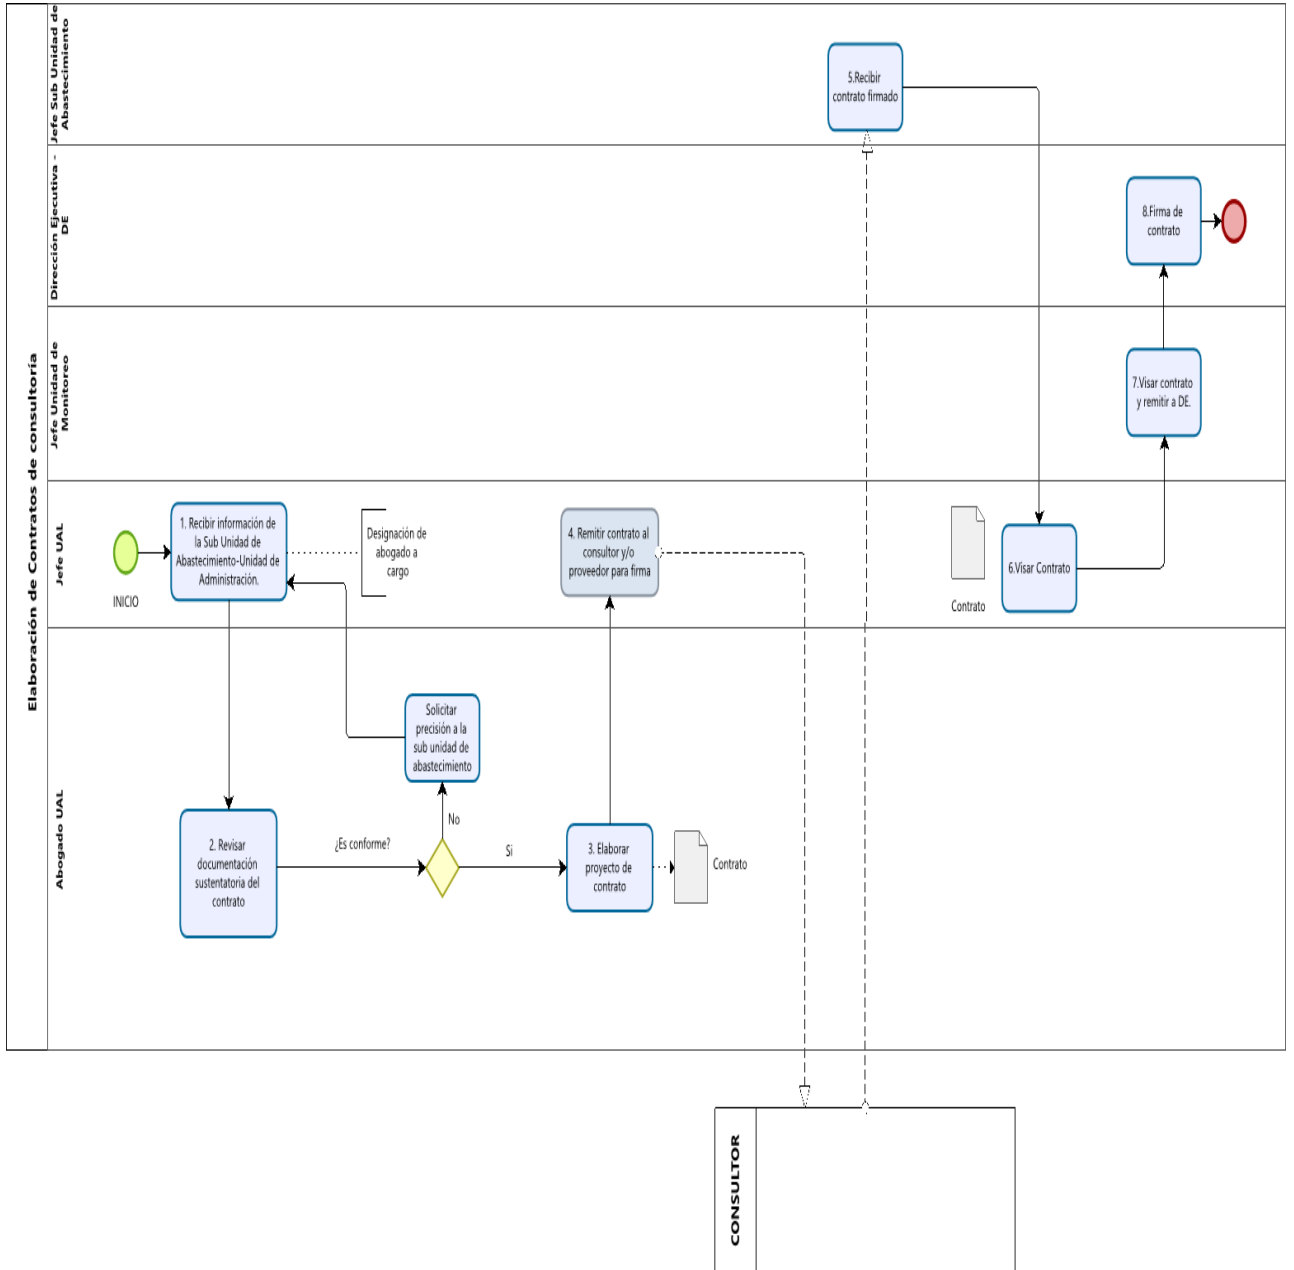 Elaboración de Contratos de consultoría
Jefe Sub Unidad de
Abastecimiento
5.Recibir
contrato firmado
Dirección Ejecutiva -
DE
8.Firma de
contrato
Jefe Unidad de
Monitoreo
7.Visar contrato
y remitir a DE.
Jefe UAL
INICIO
1. Recibir información de
la Sub Unidad de
Abastecimiento-Unidad de
Administración.
Designación de
abogado a
cargo
4. Remitir contrato al
consultor y/o
proveedor para firma
Contrato
6.Visar Contrato
Abogado UAL
2. Revisar
documentación
sustentatoria del
contrato
¿Es conforme?
Solicitar
precisión a la
sub unidad de
abastecimiento
No
Si
3. Elaborar
proyecto de
contrato
Contrato
CONSULTOR